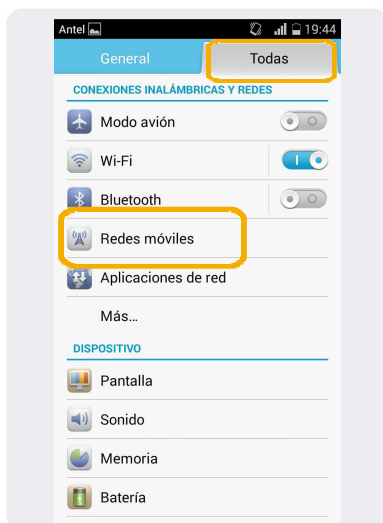 Antel 19:44
General Todas
CONEXIONES INALÁMBRICAS Y REDES
Modo avión
Wi-Fi
Bluetooth
Redes móviles
Aplicaciones de red
Más...
DISPOSITIVO
Pantalla
Sonido
Memoria
Batería